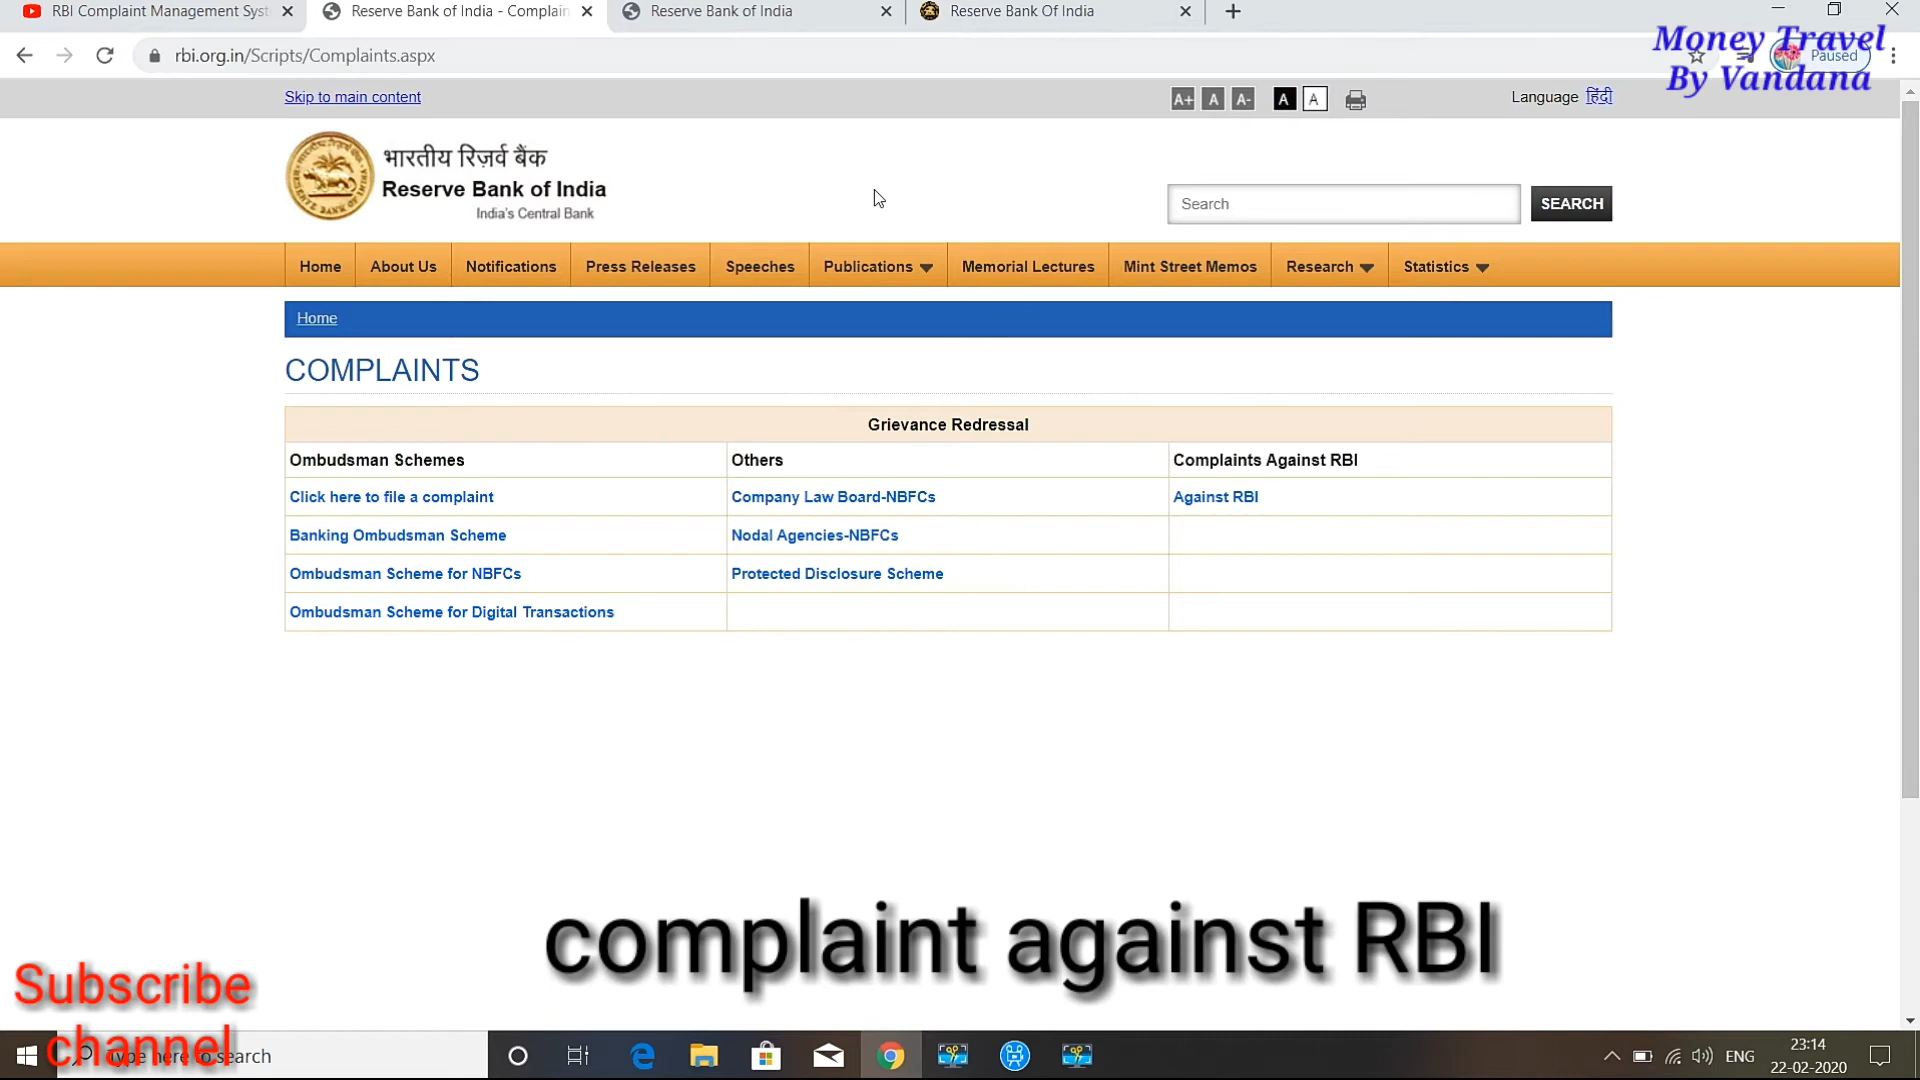 RBI Complaint Management Syst
Reserve Bank of India - Complain
Reserve Bank of India
Reserve Bank Of India
rbi.org.in/Scripts/Complaints.aspx
Paused
Money Travel
By Vandana
Skip to main content
A+ A A- A A
Language हिंदी
भारतीय रिज़र्व बैंक
Reserve Bank of India
India's Central Bank
Search
SEARCH
Home About Us Notifications Press Releases Speeches Publications Memorial Lectures Mint Street Memos Research Statistics
Home
COMPLAINTS
Grievance Redressal
Ombudsman Schemes Others Complaints Against RBI
Click here to file a complaint Company Law Board-NBFCs Against RBI
Banking Ombudsman Scheme Nodal Agencies-NBFCs
Ombudsman Scheme for NBFCs Protected Disclosure Scheme
Ombudsman Scheme for Digital Transactions
complaint against RBI
Subscribe
channel
Type here to search
ENG
23:14
22-02-2020